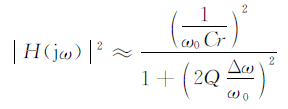 |H(jω)|² ≈ (1/(ω₀Cr))² / (1 + (2Q Δω/ω₀)²)